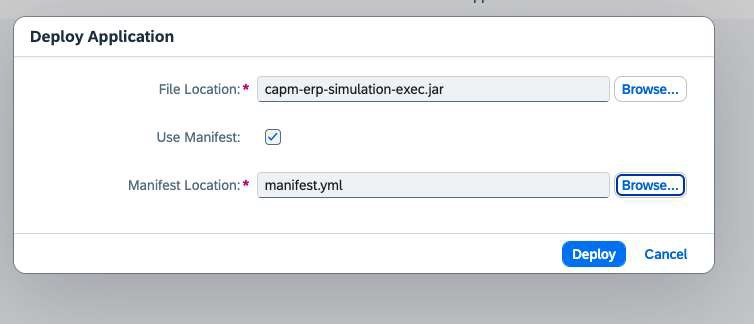 Deploy Application
File Location:* capm-erp-simulation-exec.jar Browse...
Use Manifest:
Manifest Location:* manifest.yml Browse...
Deploy Cancel